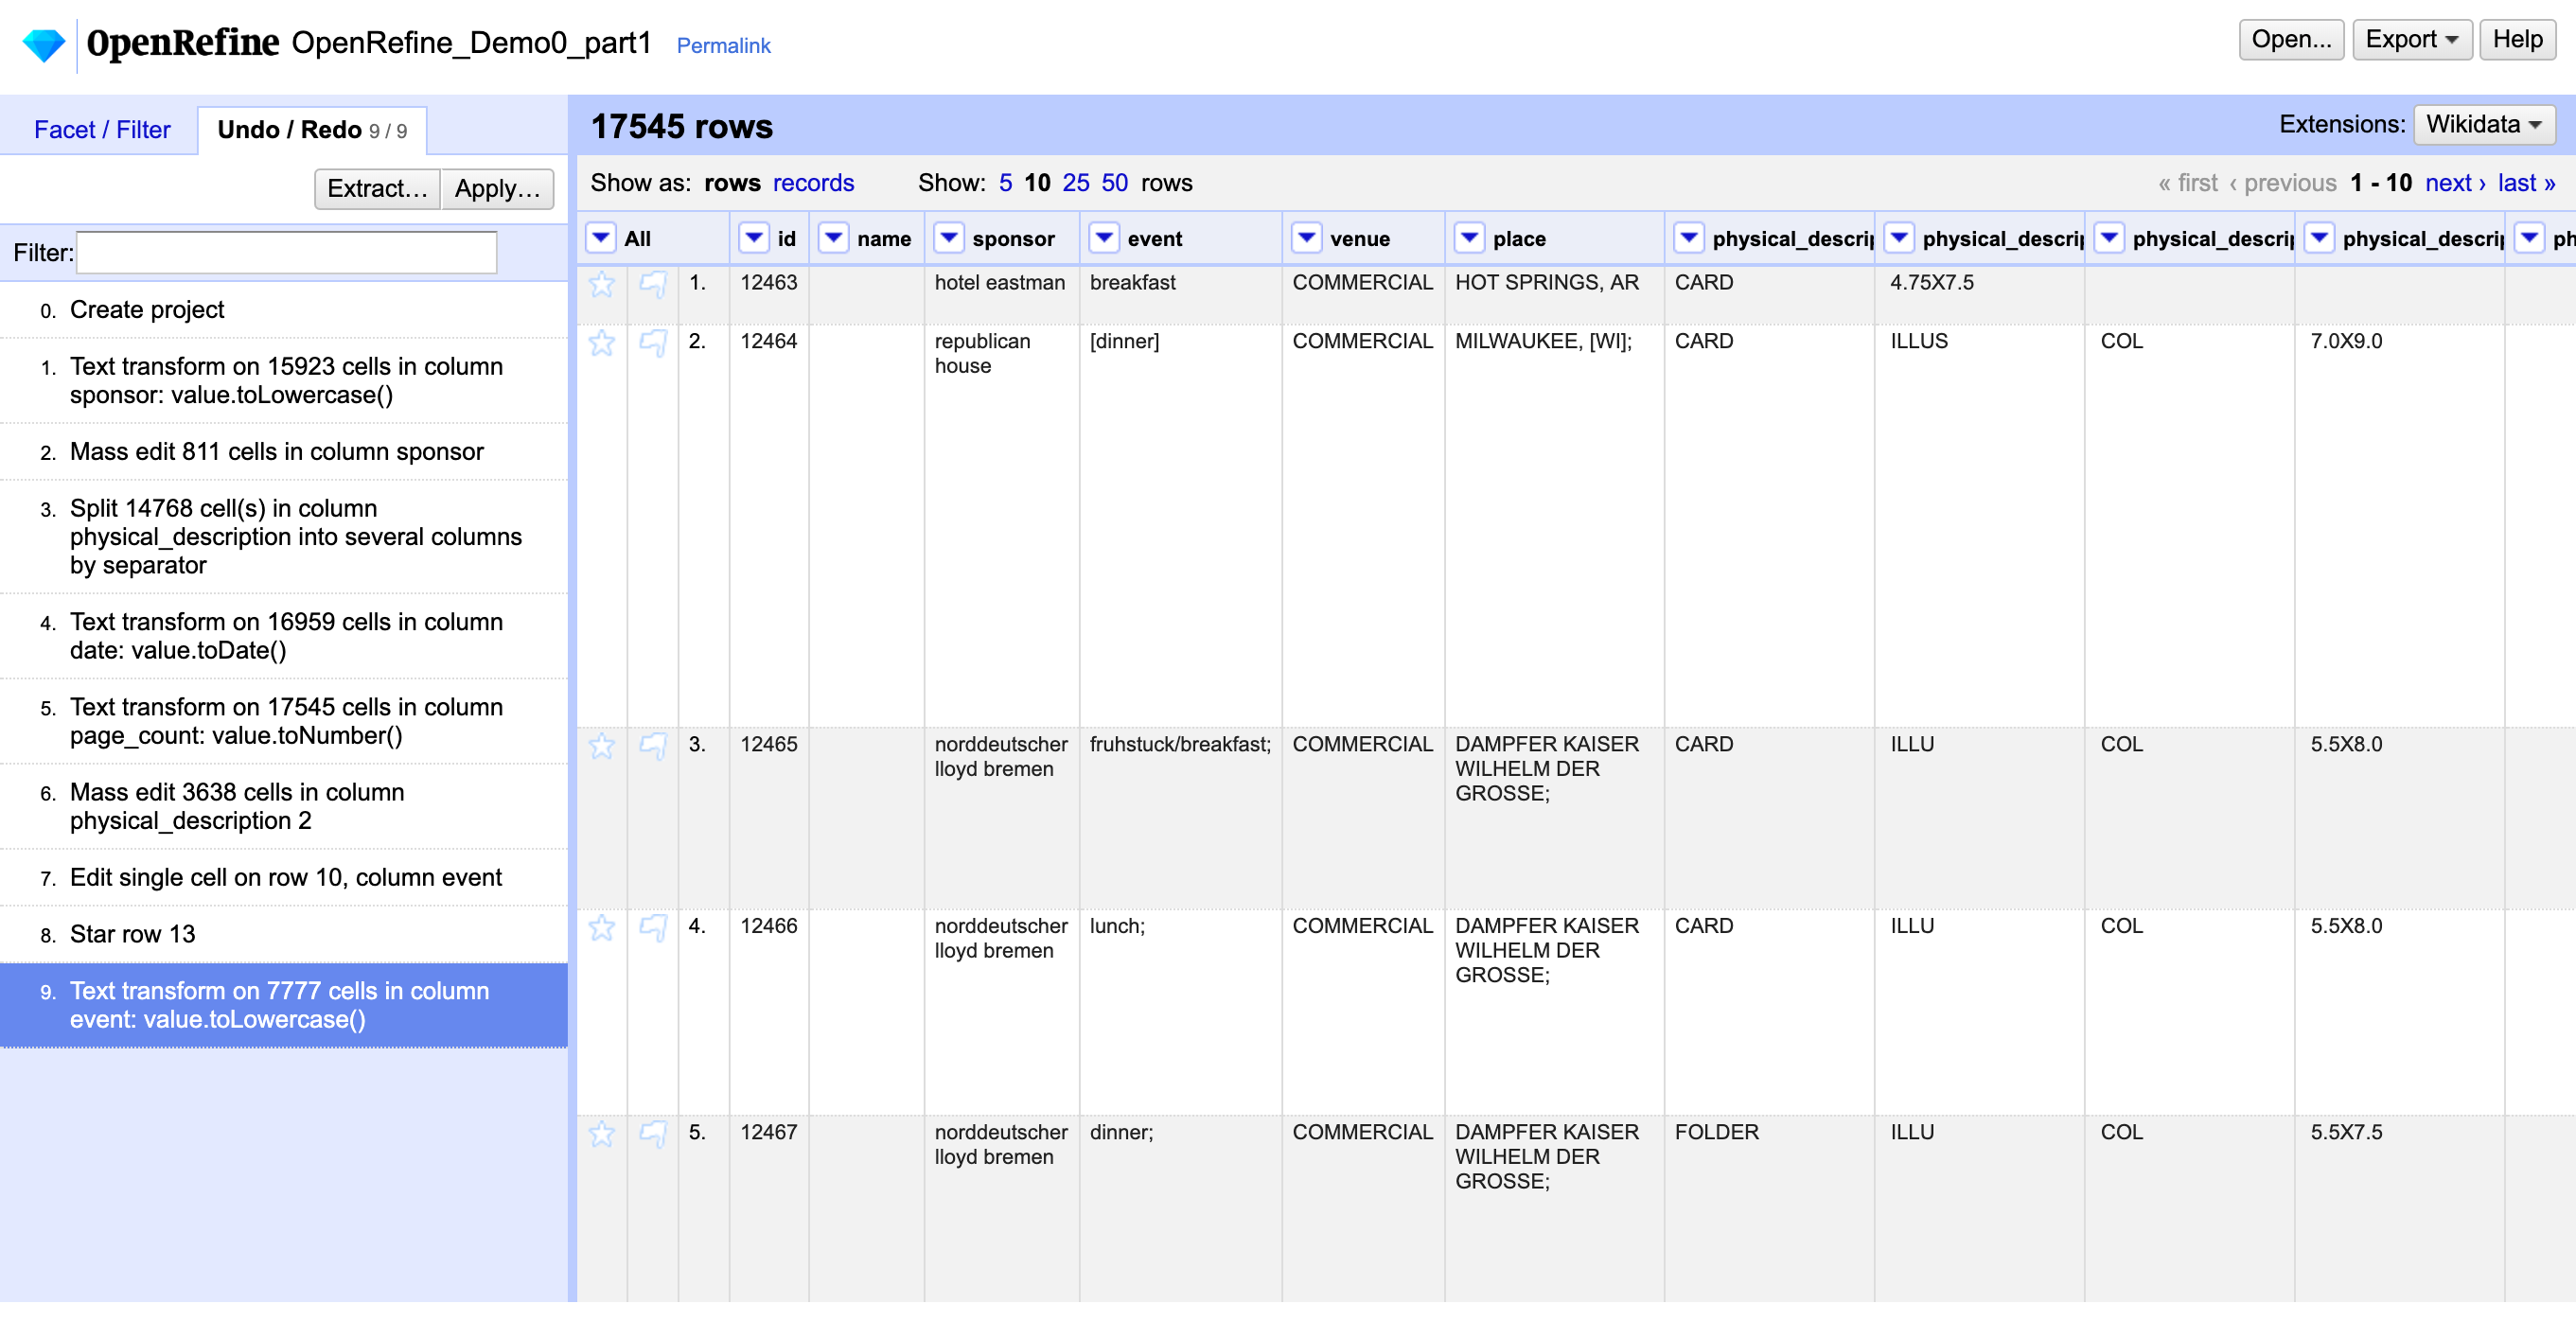 OpenRefine OpenRefine_Demo0_part1 Permalink
Open... Export Help
Facet / Filter Undo / Redo 9 / 9
Extract... Apply...
Filter:
0. Create project
1. Text transform on 15923 cells in column
sponsor: value.toLowercase()
2. Mass edit 811 cells in column sponsor
3. Split 14768 cell(s) in column
physical_description into several columns
by separator
4. Text transform on 16959 cells in column
date: value.toDate()
5. Text transform on 17545 cells in column
page_count: value.toNumber()
6. Mass edit 3638 cells in column
physical_description 2
7. Edit single cell on row 10, column event
8. Star row 13
9. Text transform on 7777 cells in column
event: value.toLowercase()
17545 rows
Extensions: Wikidata
Show as: rows records Show: 5 10 25 50 rows
« first ‹ previous 1 - 10 next › last »
All id name sponsor event venue place physical_descrip physical_descrip physical_descrip physical_descrip ph
1. 12463 hotel eastman breakfast COMMERCIAL HOT SPRINGS, AR CARD 4.75X7.5
2. 12464 republican [dinner] COMMERCIAL MILWAUKEE, [WI]; CARD ILLUS COL 7.0X9.0
house
3. 12465 norddeutscher fruhstuck/breakfast; COMMERCIAL DAMPFER KAISER CARD ILLU COL 5.5X8.0
lloyd bremen WILHELM DER
GROSSE;
4. 12466 norddeutscher lunch; COMMERCIAL DAMPFER KAISER CARD ILLU COL 5.5X8.0
lloyd bremen WILHELM DER
GROSSE;
5. 12467 norddeutscher dinner; COMMERCIAL DAMPFER KAISER FOLDER ILLU COL 5.5X7.5
lloyd bremen WILHELM DER
GROSSE;